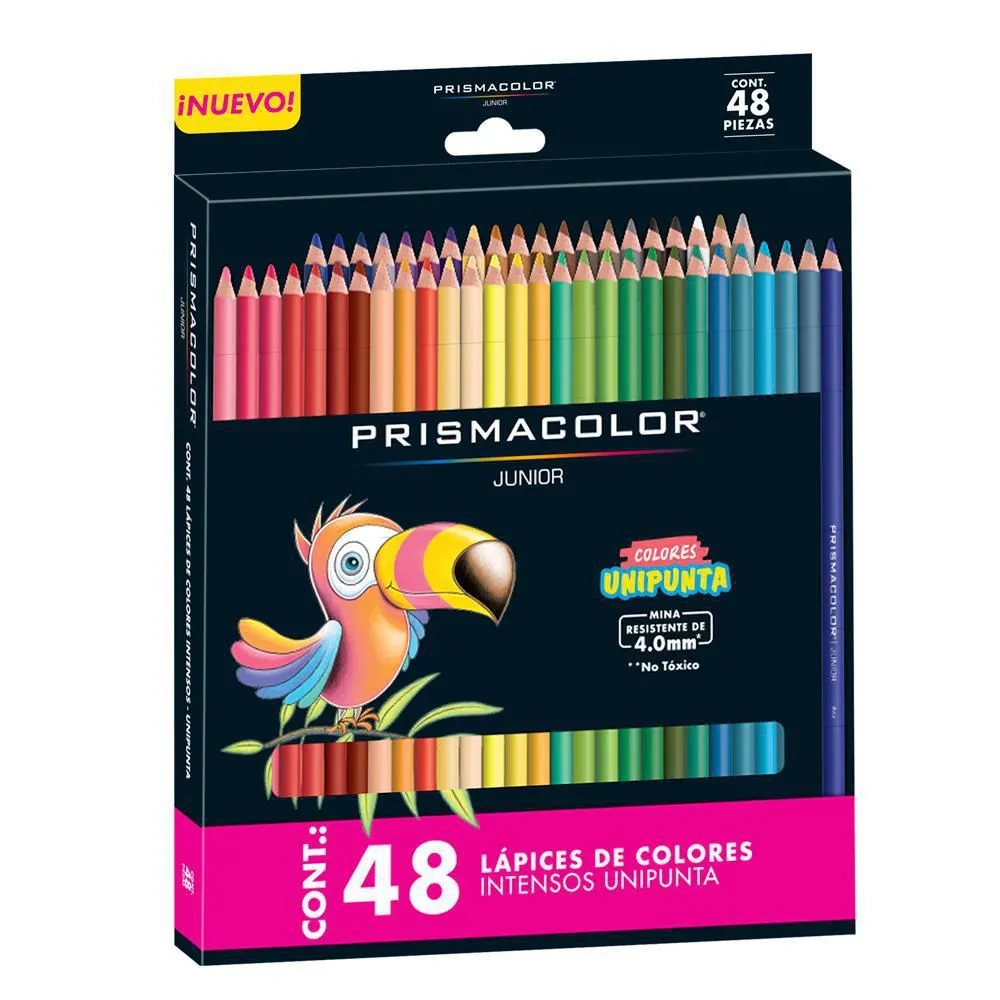 ¡NUEVO!
PRISMACOLOR®
JUNIOR
CONT.
48
PIEZAS
PRISMACOLOR®
JUNIOR
COLORES
UNIPUNTA
MINA
RESISTENTE DE
4.0mm*
**No Tóxico
PRISMACOLOR JUNIOR
CONT.:
48
LÁPICES DE COLORES
INTENSOS UNIPUNTA
PRISMACOLOR®
JUNIOR
CONT. 48 LÁPICES DE COLORES INTENSOS - UNIPUNTA